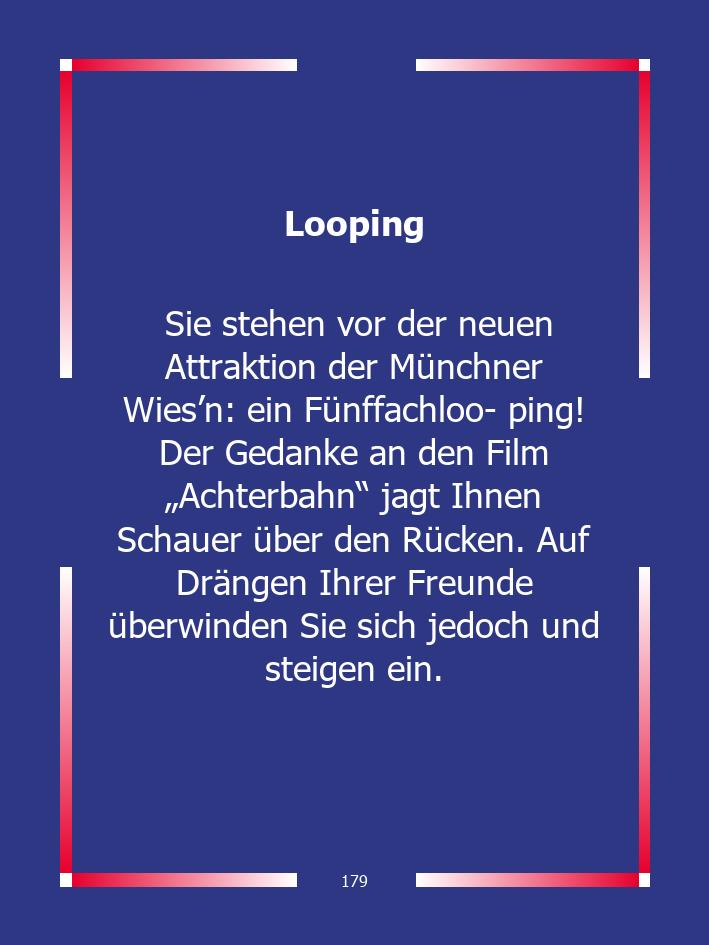 Looping
Sie stehen vor der neuen
Attraktion der Münchner
Wies’n: ein Fünffachloo- ping!
Der Gedanke an den Film
„Achterbahn“ jagt Ihnen
Schauer über den Rücken. Auf
Drängen Ihrer Freunde
überwinden Sie sich jedoch und
steigen ein.
179